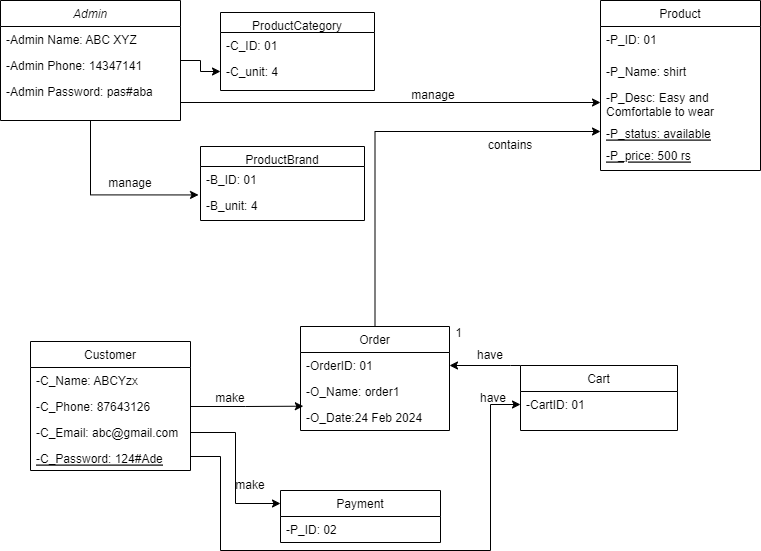 Admin
-Admin Name: ABC XYZ
-Admin Phone: 14347141
-Admin Password: pas#aba
ProductCategory
-C_ID: 01
-C_unit: 4
Product
-P_ID: 01
-P_Name: shirt
-P_Desc: Easy and
Comfortable to wear
-P_status: available
-P_price: 500 rs
manage
contains
ProductBrand
-B_ID: 01
-B_unit: 4
manage
Order
1
-OrderID: 01
-O_Name: order1
-O_Date:24 Feb 2024
Customer
-C_Name: ABCYzx
-C_Phone: 87643126
-C_Email: abc@gmail.com
-C_Password: 124#Ade
make
have
have
Cart
-CartID: 01
make
Payment
-P_ID: 02